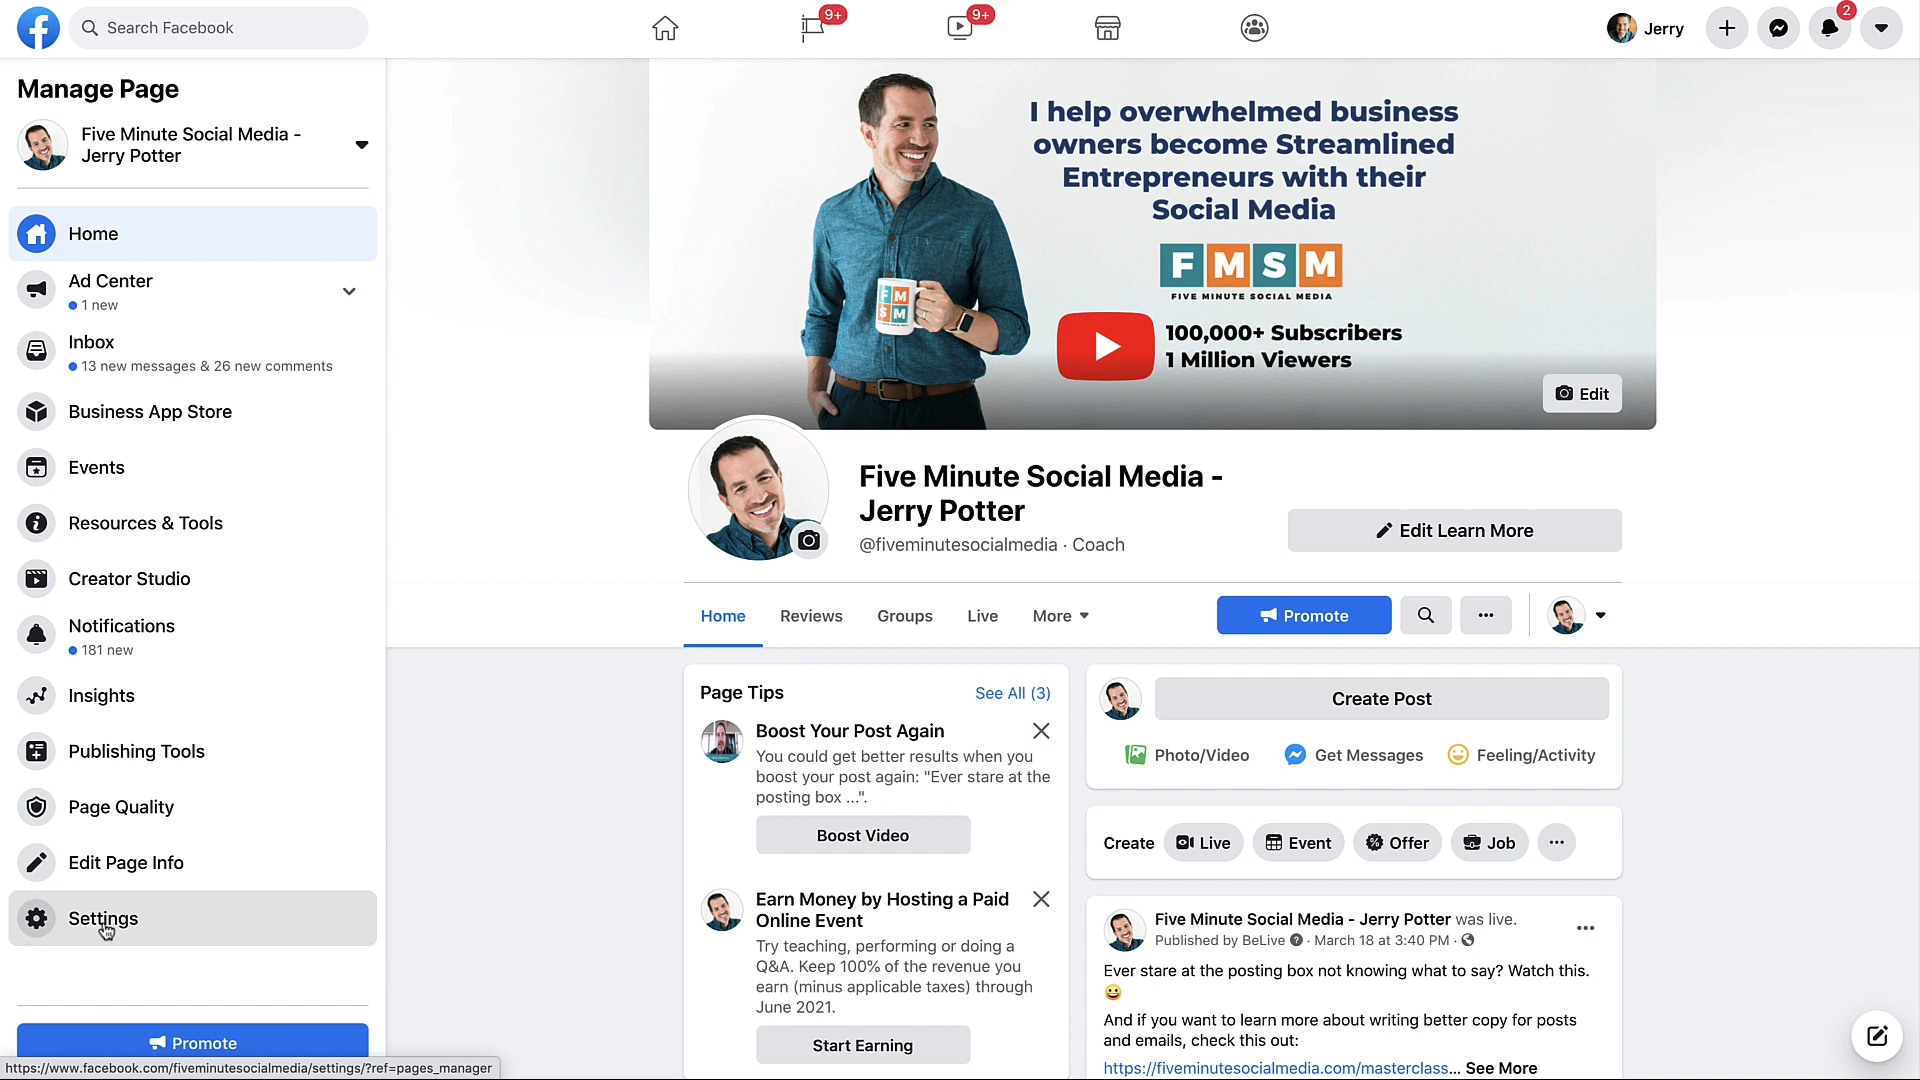 Search Facebook
9+
9+
Jerry
2
Manage Page
Five Minute Social Media -
Jerry Potter
Home
Ad Center
1 new
Inbox
13 new messages & 26 new comments
Business App Store
Events
Resources & Tools
Creator Studio
Notifications
181 new
Insights
Publishing Tools
Page Quality
Edit Page Info
Settings
Promote
https://www.facebook.com/fiveminutesocialmedia/settings/?ref=pages_manager
I help overwhelmed business
owners become Streamlined
Entrepreneurs with their
Social Media
FMSM
FIVE MINUTE SOCIAL MEDIA
100,000+ Subscribers
1 Million Viewers
FM
SM
Edit
Five Minute Social Media -
Jerry Potter
@fiveminutesocialmedia · Coach
Edit Learn More
Home
Reviews
Groups
Live
More
Promote
Page Tips
See All (3)
Boost Your Post Again
You could get better results when you
boost your post again: "Ever stare at the
posting box ...".
Boost Video
Earn Money by Hosting a Paid
Online Event
Try teaching, performing or doing a
Q&A. Keep 100% of the revenue you
earn (minus applicable taxes) through
June 2021.
Start Earning
Create Post
Photo/Video
Get Messages
Feeling/Activity
Create
Live
Event
Offer
Job
Five Minute Social Media - Jerry Potter was live.
Published by BeLive · March 18 at 3:40 PM ·
Ever stare at the posting box not knowing what to say? Watch this.
😀
And if you want to learn more about writing better copy for posts
and emails, check this out:
https://fiveminutesocialmedia.com/masterclass... See More